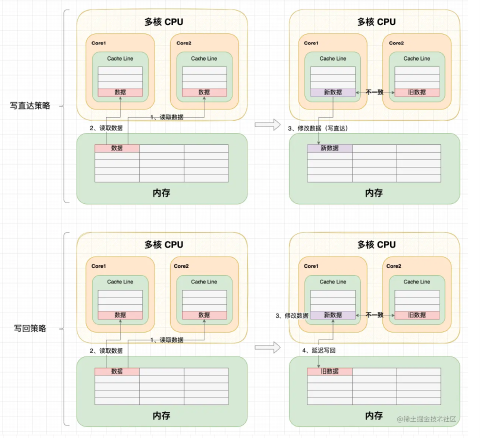 多核 CPU
Core1
Core2
Cache Line
Cache Line
数据
数据
1、读取数据
2、读取数据
数据
内存
写直达策略
多核 CPU
Core1
Core2
Cache Line
Cache Line
新数据
不一致
旧数据
3、修改数据（写直达）
新数据
内存
多核 CPU
Core1
Core2
Cache Line
Cache Line
数据
数据
1、读取数据
2、读取数据
数据
内存
写回策略
多核 CPU
Core1
Core2
Cache Line
Cache Line
3、修改数据
新数据
不一致
旧数据
4、延迟写回
旧数据
内存
@稀土掘金技术社区